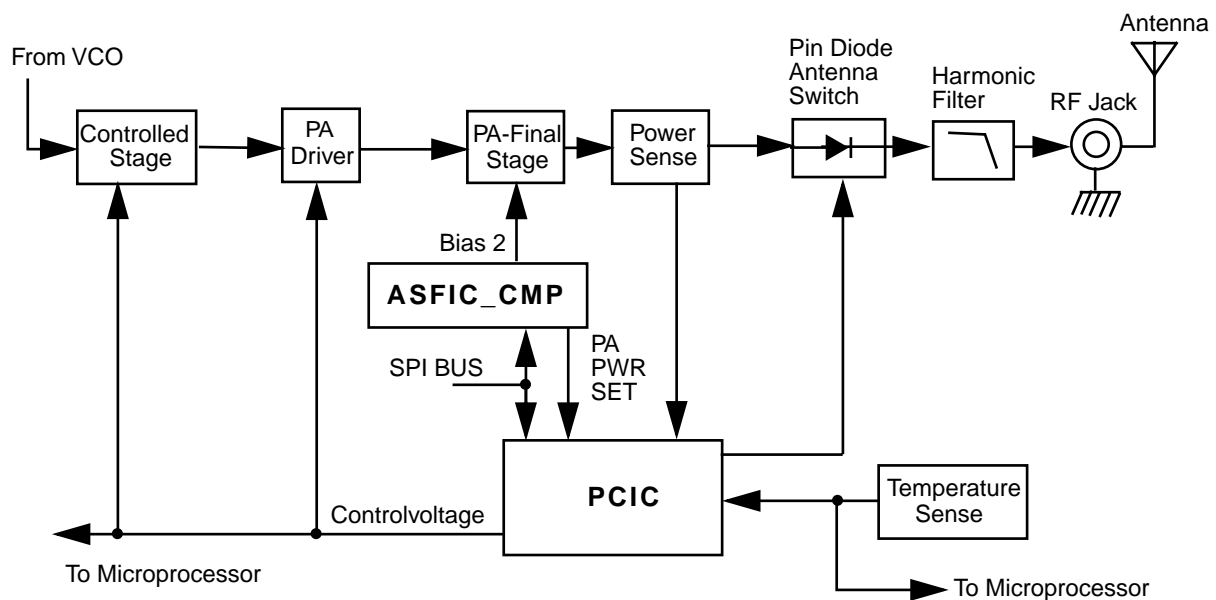 Antenna
From VCO
Pin Diode
Antenna
Switch
Harmonic
Filter
RF Jack
Controlled
Stage
PA
Driver
PA-Final
Stage
Power
Sense
Bias 2
ASFIC_CMP
SPI BUS
PA
PWR
SET
PCIC
Temperature
Sense
Controlvoltage
To Microprocessor
To Microprocessor